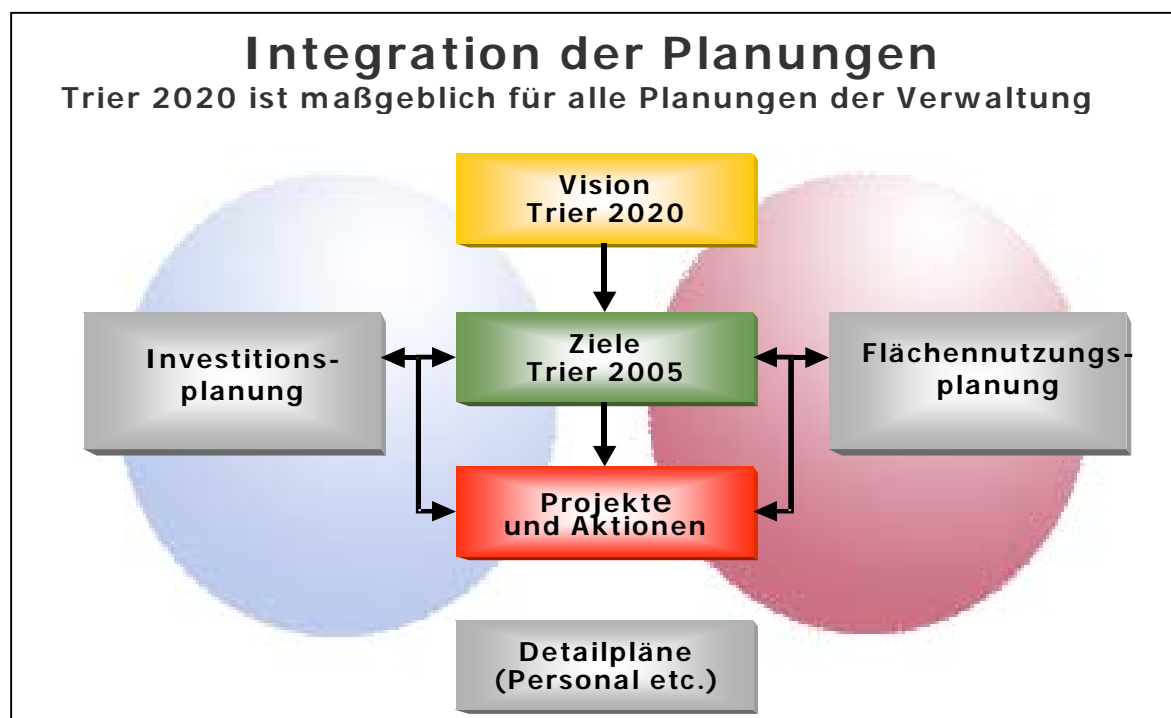 Integration der Planungen
Trier 2020 ist maßgeblich für alle Planungen der Verwaltung
Vision
Trier 2020
Investitions-
planung
Ziele
Trier 2005
Flächennutzungs-
planung
Projekte
und Aktionen
Detailpläne
(Personal etc.)